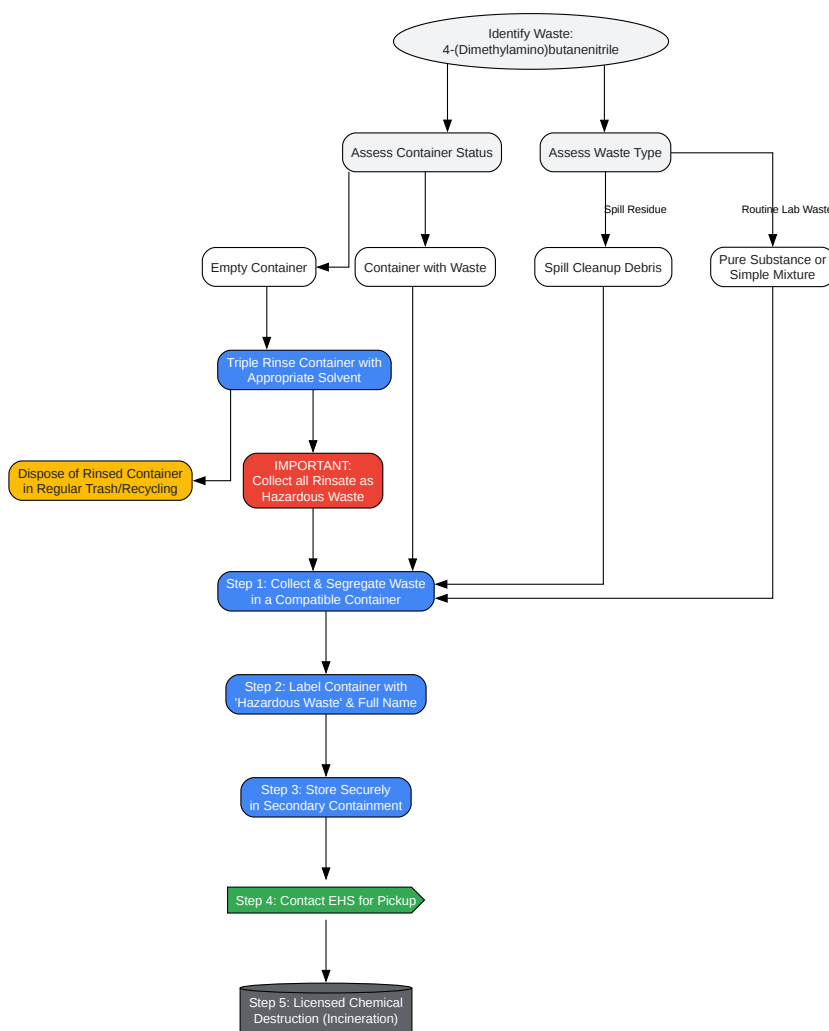 Identify Waste:
4-(Dimethylamino)butanenitrile
Assess Container Status
Assess Waste Type
Spill Residue
Routine Lab Waste
Empty Container
Container with Waste
Spill Cleanup Debris
Pure Substance or
Simple Mixture
Triple Rinse Container with
Appropriate Solvent
Dispose of Rinsed Container
in Regular Trash/Recycling
IMPORTANT:
Collect all Rinsate as
Hazardous Waste
Step 1: Collect & Segregate Waste
in a Compatible Container
Step 2: Label Container with
'Hazardous Waste' & Full Name
Step 3: Store Securely
in Secondary Containment
Step 4: Contact EHS for Pickup
Step 5: Licensed Chemical
Destruction (Incineration)